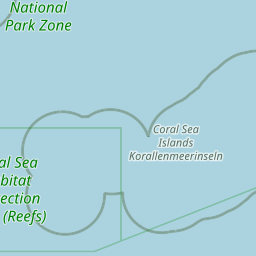 National
Park Zone
Coral Sea
Islands
Korallenmeerinseln
al Sea
bitat
ection
(Reefs)